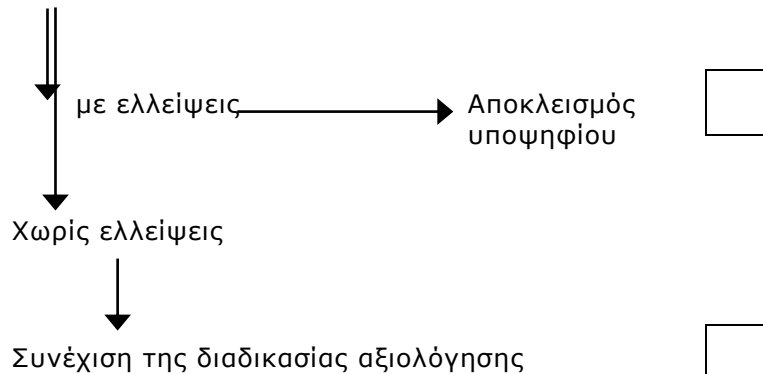 με ελλείψεις
Αποκλεισμός
υποψηφίου
Χωρίς ελλείψεις
Συνέχιση της διαδικασίας αξιολόγησης